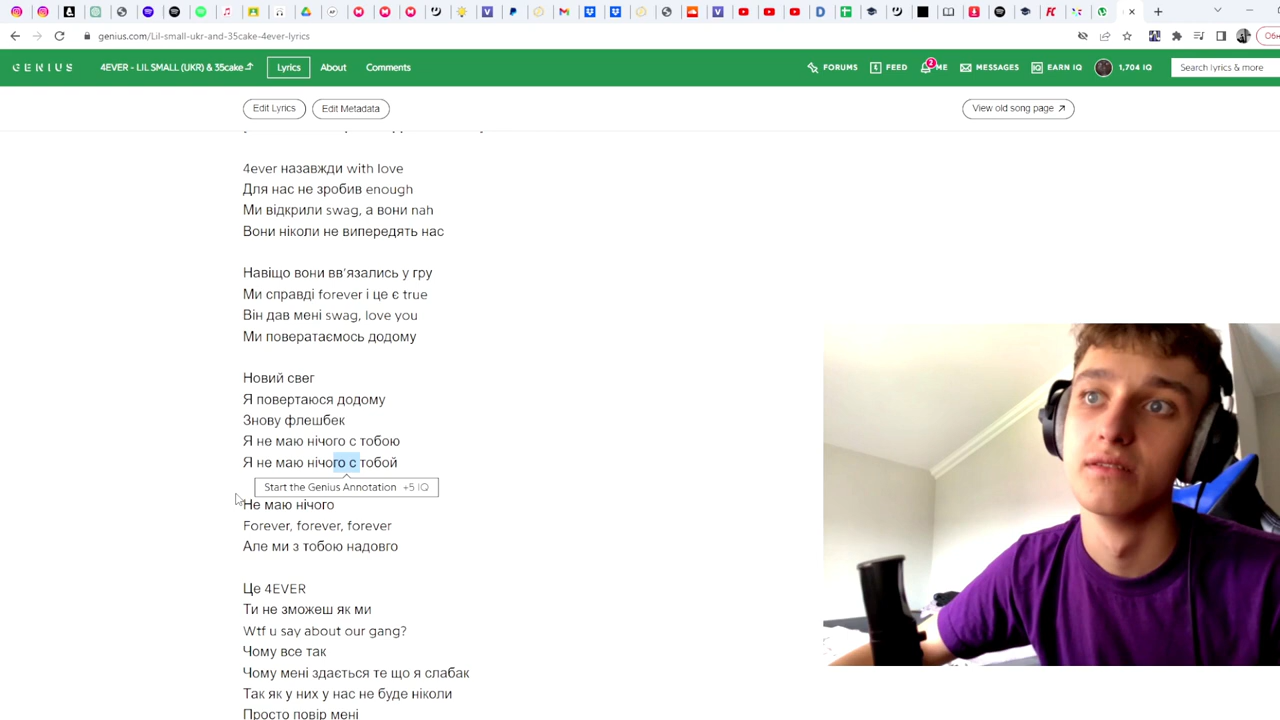 genius.com/Lil-small-ukr-and-35cake-4ever-lyrics
GENIUS
4EVER - LIL SMALL (UKR) & 35cake
Lyrics
About
Comments
FORUMS
FEED
2
ME
MESSAGES
EARN IQ
1,704 IQ
Search lyrics & more
Edit Lyrics
Edit Metadata
View old song page
4ever назавжди with love
Для нас не зробив enough
Ми відкрили swag, а вони nah
Вони ніколи не випередять нас
Навіщо вони вв'язались у гру
Ми справді forever і це є true
Він дав мені swag, love you
Ми повератаємось додому
Новий свег
Я повертаюся додому
Знову флешбек
Я не маю нічого с тобою
Я не маю нічого с тобой
Start the Genius Annotation +5 IQ
Не маю нічого
Forever, forever, forever
Але ми з тобою надовго
Це 4EVER
Ти не зможеш як ми
Wtf u say about our gang?
Чому все так
Чому мені здається те що я слабак
Так як у них у нас не буде ніколи
Просто повір мені